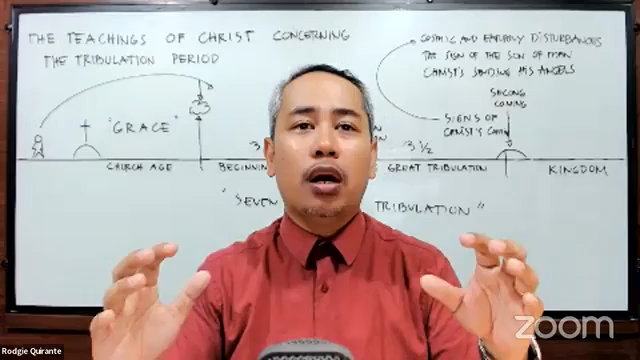 THE TEACHINGS OF CHRIST CONCERNING
THE TRIBULATION PERIOD
COSMIC AND EARTHLY DISTURBANCES
THE SIGN OF THE SON OF MAN
CHRIST'S SENDING HIS ANGELS
SECOND
COMING
"GRACE"
SIGNS OF
CHRIST'S
3
3 1/2
CHURCH AGE
GREAT TRIBULATION
KINGDOM
"SEVEN
TRIBULATION"
Rodgie Quirante
zoom